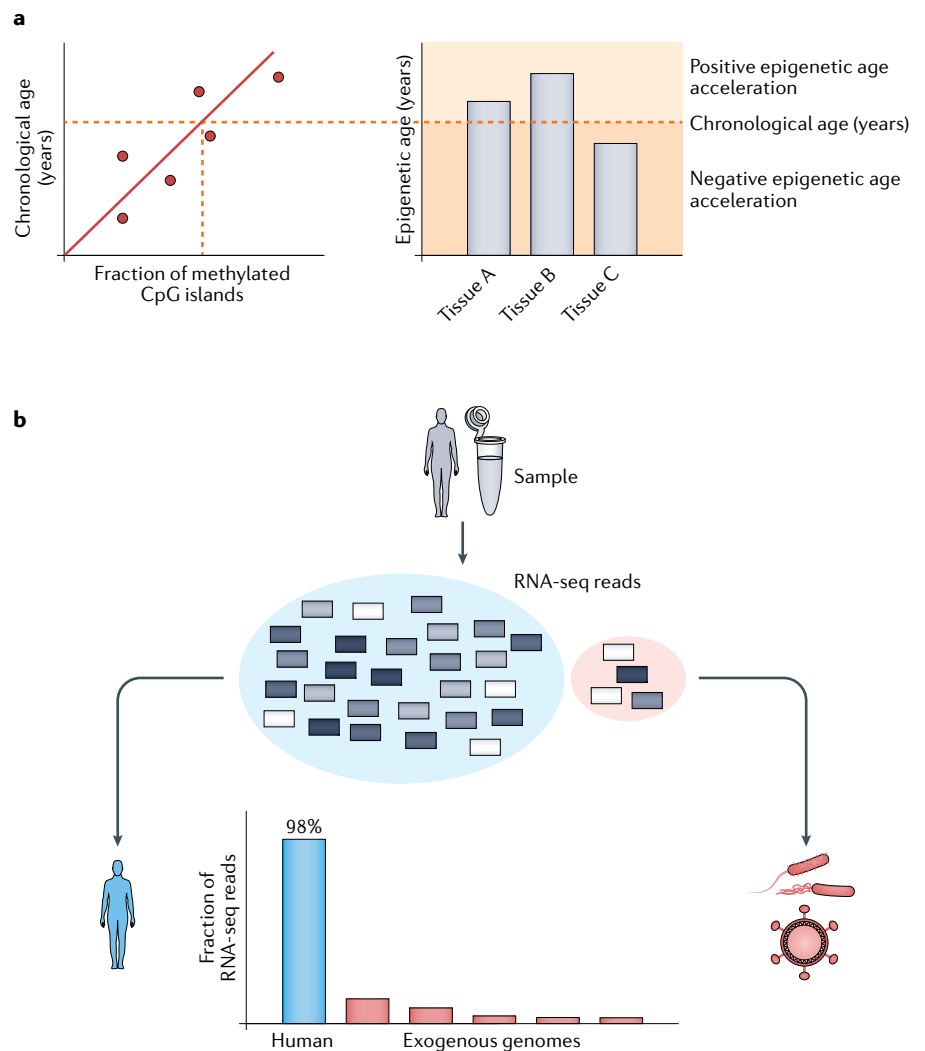 a
Chronological age
(years)
Fraction of methylated
CpG islands
Epigenetic age (years)
Tissue A
Tissue B
Tissue C
Positive epigenetic age
acceleration
Chronological age (years)
Negative epigenetic age
acceleration
b
Sample
RNA-seq reads
Fraction of
RNA-seq reads
98%
Human
Exogenous genomes